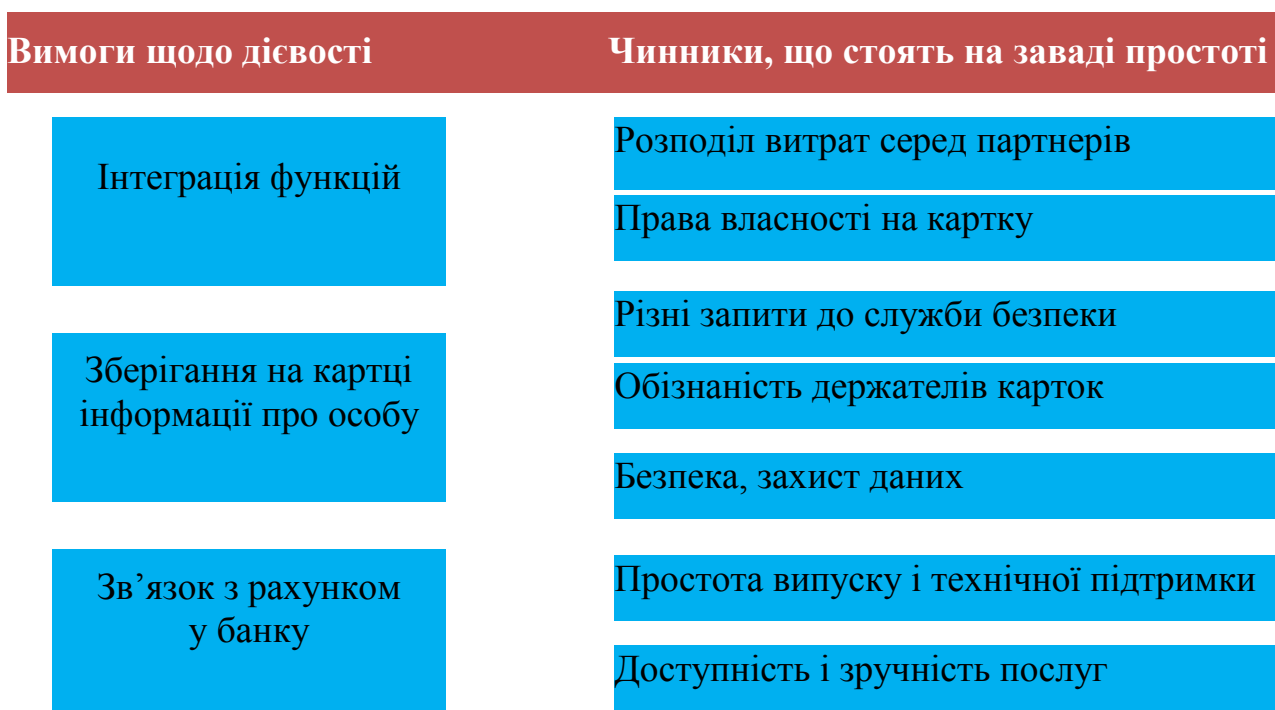 Вимоги щодо дієвості
Чинники, що стоять на заваді простоті
Інтеграція функцій
Розподіл витрат серед партнерів
Права власності на картку
Різні запити до служби безпеки
Зберігання на картці
інформації про особу
Обізнаність держателів карток
Безпека, захист даних
Зв’язок з рахунком
у банку
Простота випуску і технічної підтримки
Доступність і зручність послуг